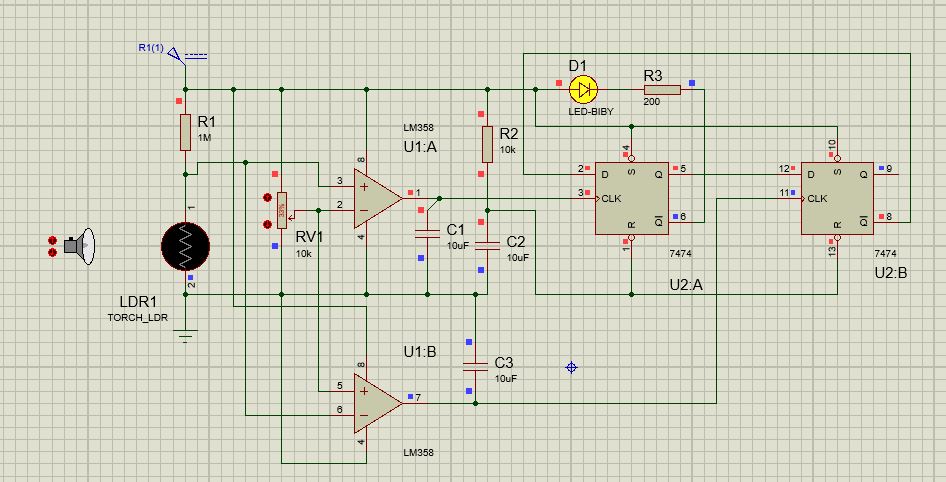 R1(1)
R1
1M
1
2
LDR1
TORCH_LDR
RV1
10k
33%
LM358
U1:A
3
2
8
4
1
C1
10uF
R2
10k
C2
10uF
D1
LED-BIBY
R3
200
2
3
4
1
5
6
D
CLK
S
R
Q
Q
7474
U2:A
12
11
10
13
9
8
D
CLK
S
R
Q
Q
7474
U2:B
U1:B
5
6
8
4
7
LM358
C3
10uF